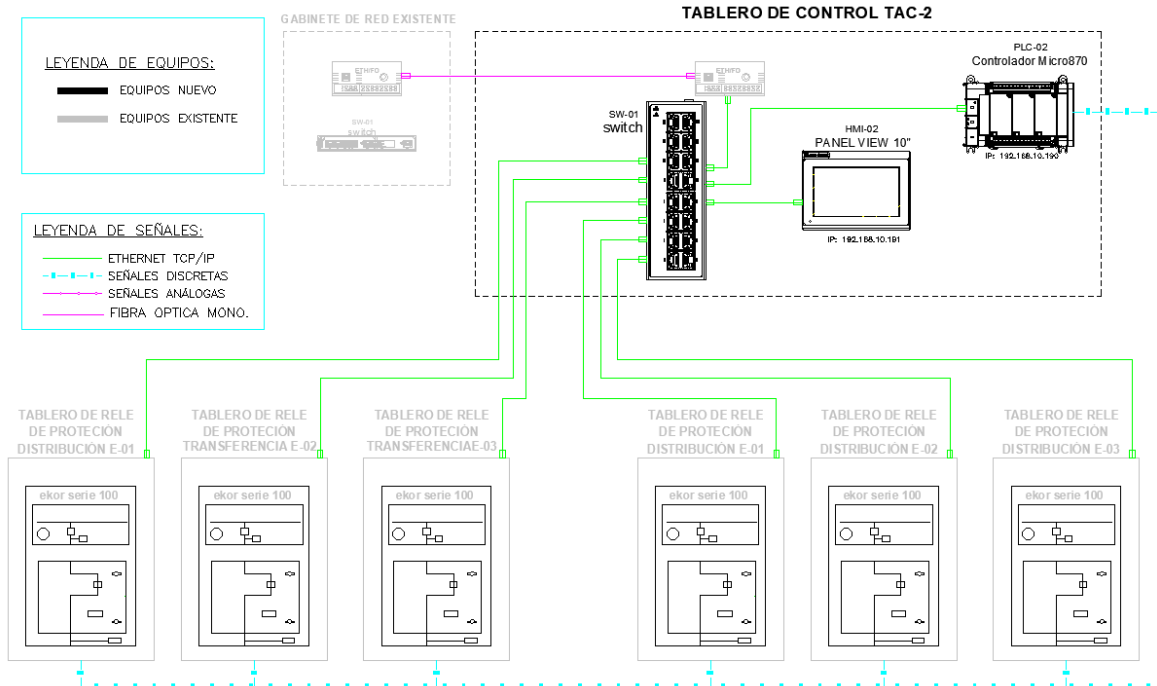 TABLERO DE CONTROL TAC-2
GABINETE DE RED EXISTENTE
LEYENDA DE EQUIPOS:
EQUIPOS NUEVO
EQUIPOS EXISTENTE
ETH/FO
SW-01
switch
ETH/FO
SW-01
switch
PLC-02
Controlador Micro870
IP: 192.168.10.190
HMI-02
PANEL VIEW 10"
IP: 192.168.10.191
LEYENDA DE SEÑALES:
ETHERNET TCP/IP
SEÑALES DISCRETAS
SEÑALES ANÁLOGAS
FIBRA OPTICA MONO.
TABLERO DE RELE
DE PROTECIÓN
DISTRIBUCIÓN E-01
TABLERO DE RELE
DE PROTECIÓN
TRANSFERENCIA E-02
TABLERO DE RELE
DE PROTECIÓN
TRANSFERENCIAE-03
TABLERO DE RELE
DE PROTECIÓN
DISTRIBUCIÓN E-01
TABLERO DE RELE
DE PROTECIÓN
DISTRIBUCIÓN E-02
TABLERO DE RELE
DE PROTECIÓN
DISTRIBUCIÓN E-03
ekor serie 100
ekor serie 100
ekor serie 100
ekor serie 100
ekor serie 100
ekor serie 100